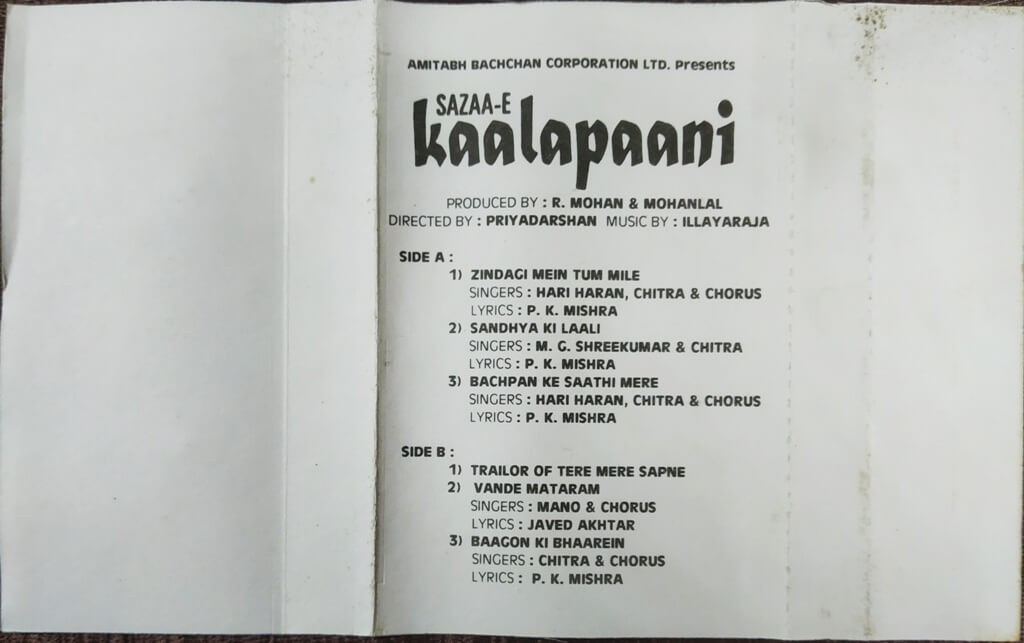 AMITABH BACHCHAN CORPORATION LTD. Presents
SAZAA-E
kaalapaani
PRODUCED BY : R. MOHAN & MOHANLAL
DIRECTED BY : PRIYADARSHAN MUSIC BY : ILLAYARAJA
SIDE A :
1) ZINDAGI MEIN TUM MILE
SINGERS : HARI HARAN, CHITRA & CHORUS
LYRICS : P. K. MISHRA
2) SANDHYA KI LAALI
SINGERS : M. G. SHREEKUMAR & CHITRA
LYRICS : P. K. MISHRA
3) BACHPAN KE SAATHI MERE
SINGERS : HARI HARAN, CHITRA & CHORUS
LYRICS : P. K. MISHRA
SIDE B :
1) TRAILOR OF TERE MERE SAPNE
2) VANDE MATARAM
SINGERS : MANO & CHORUS
LYRICS : JAVED AKHTAR
3) BAAGON KI BHAAREIN
SINGERS : CHITRA & CHORUS
LYRICS : P. K. MISHRA